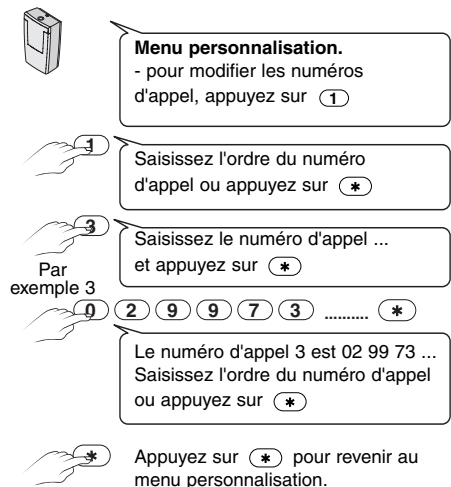 Menu personnalisation.
- pour modifier les numéros
d'appel, appuyez sur 1
1
Saisissez l'ordre du numéro
d'appel ou appuyez sur *
3
Saisissez le numéro d'appel ...
et appuyez sur *
Par
exemple 3
0 2 9 9 7 3 .......... *
Le numéro d'appel 3 est 02 99 73 ...
Saisissez l'ordre du numéro d'appel
ou appuyez sur *
*
Appuyez sur * pour revenir au
menu personnalisation.